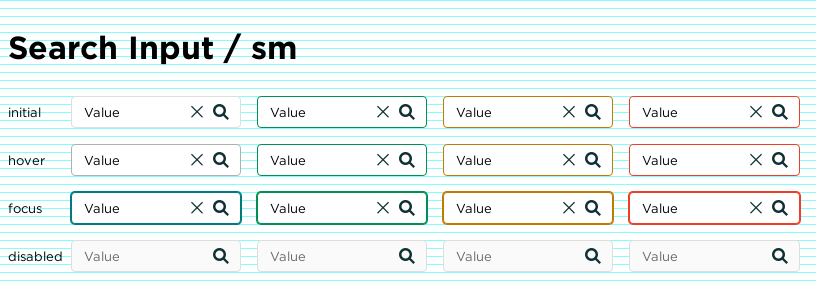 Search Input / sm
initial Value Value Value Value
hover Value Value Value Value
focus Value Value Value Value
disabled Value Value Value Value